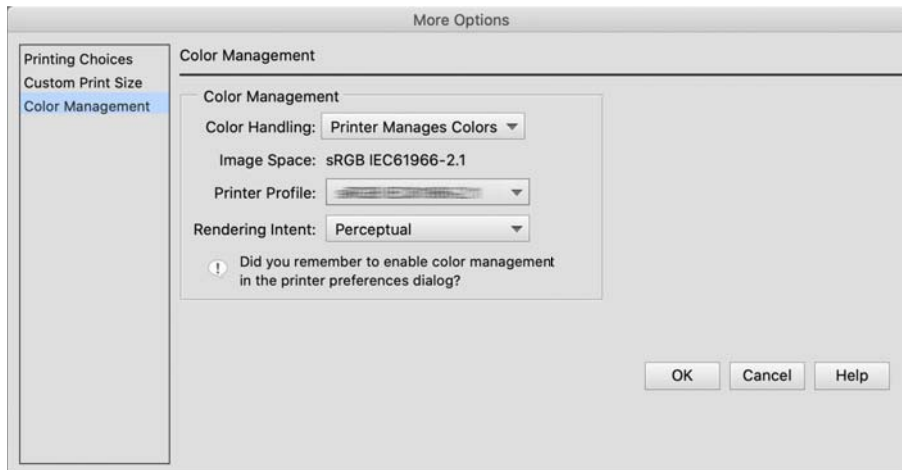 More Options
Printing Choices
Custom Print Size
Color Management
Color Management
Color Management
Color Handling: Printer Manages Colors
Image Space: sRGB IEC61966-2.1
Printer Profile:
Rendering Intent: Perceptual
! Did you remember to enable color management
in the printer preferences dialog?
OK Cancel Help